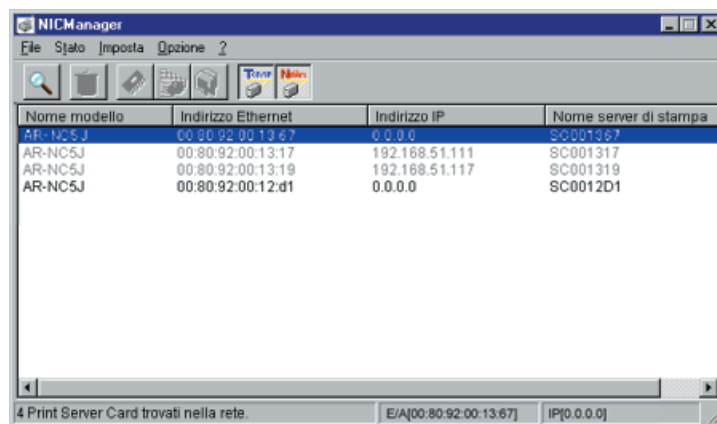 NICManager
File Stato Imposta Opzione ?
TCP/IP
Nome modello Indirizzo Ethernet Indirizzo IP Nome server di stampa
AR-NC5J 00:80:92:00:13:67 0.0.0.0 SC001367
AR-NC5J 00:80:92:00:13:17 192.168.51.111 SC001317
AR-NC5J 00:80:92:00:13:19 192.168.51.117 SC001319
AR-NC5J 00:80:92:00:12:d1 0.0.0.0 SC0012D1
4 Print Server Card trovati nella rete. E/A[00:80:92:00:13:67] IP[0.0.0.0]